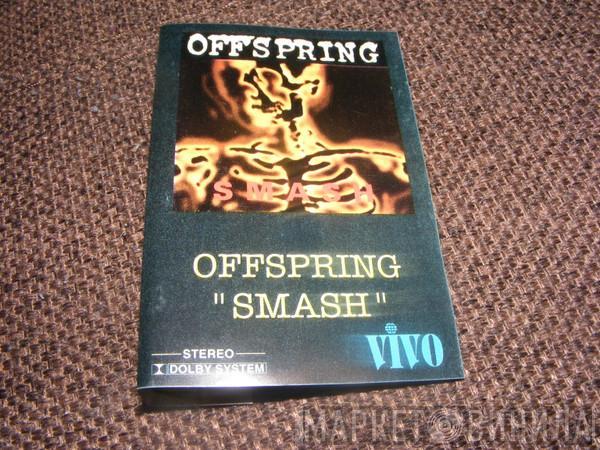 OFFSPRING
SMASH
OFFSPRING
"SMASH"
VIVO
STEREO
DOLBY SYSTEM
МАРКЕТ ВИНИЛА